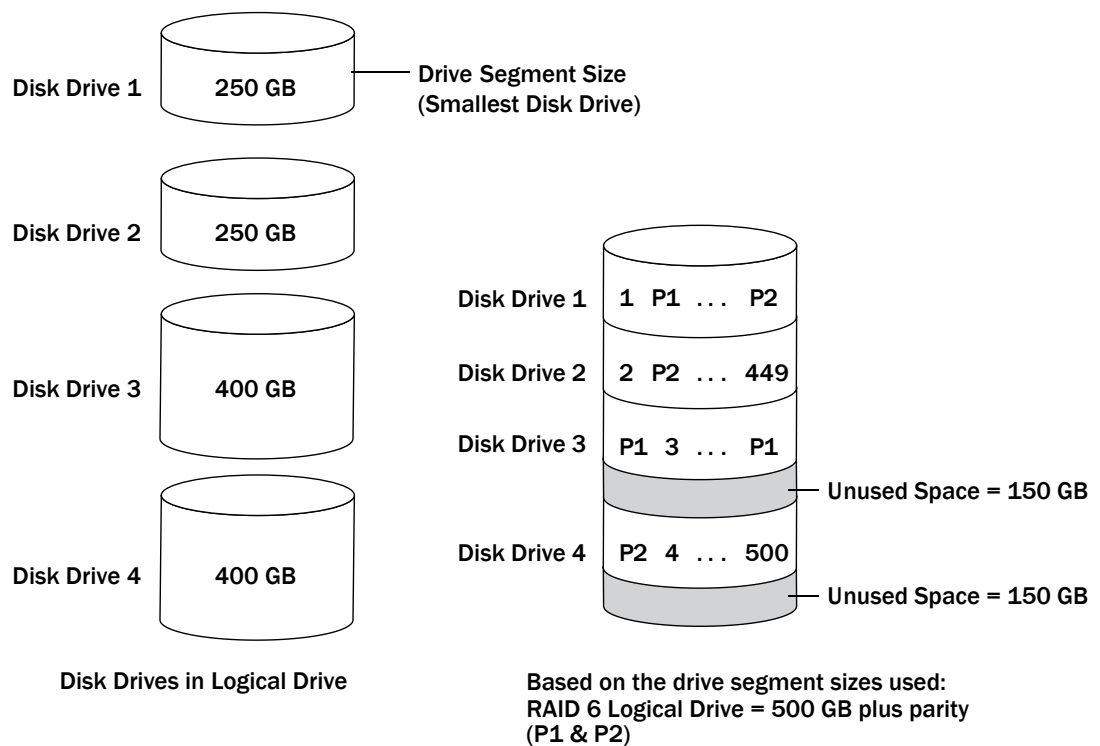 Disk Drive 1
250 GB
Drive Segment Size
(Smallest Disk Drive)
Disk Drive 2
250 GB
Disk Drive 3
400 GB
Disk Drive 4
400 GB
Disk Drives in Logical Drive
Disk Drive 1
1 P1 ... P2
Disk Drive 2
2 P2 ... 449
Disk Drive 3
P1 3 ... P1
Unused Space = 150 GB
Disk Drive 4
P2 4 ... 500
Unused Space = 150 GB
Based on the drive segment sizes used:
RAID 6 Logical Drive = 500 GB plus parity
(P1 & P2)